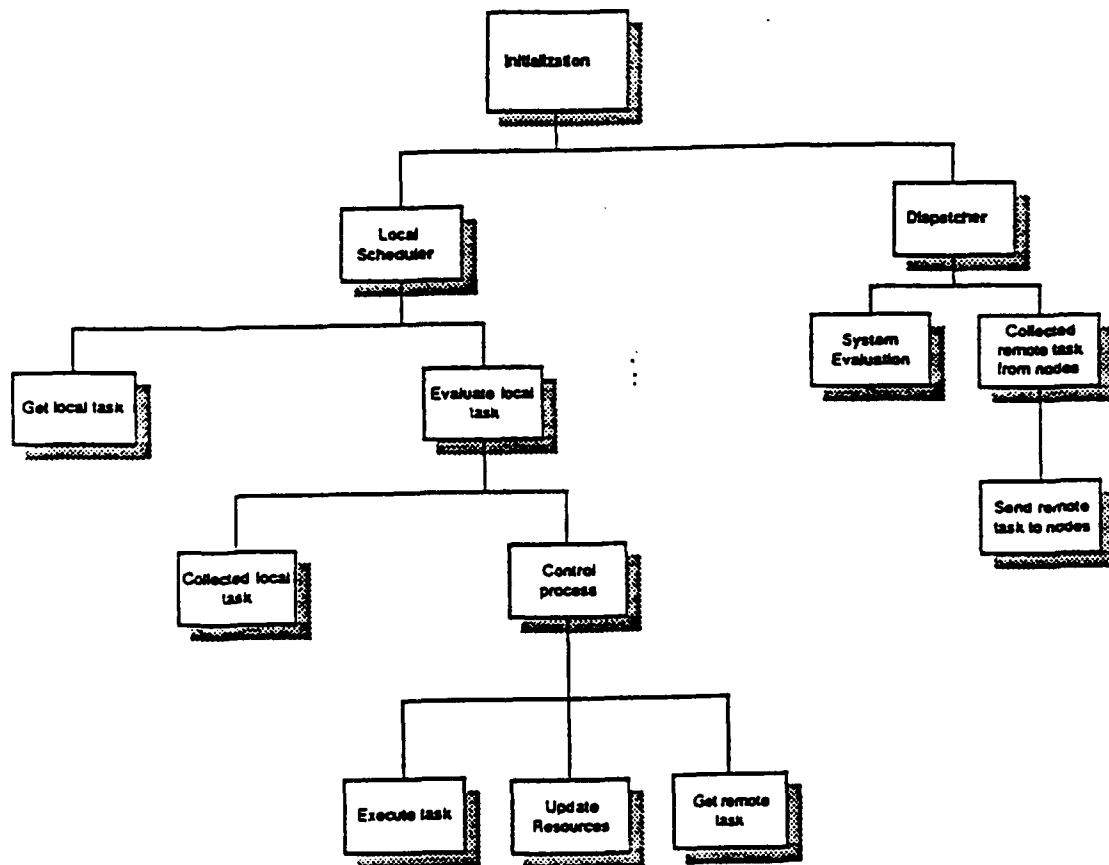 Initialization
Local
Scheduler
Dispatcher
System
Evaluation
Collected
remote task
from nodes
Get local task
Evaluate local
task
Send remote
task to nodes
Collected local
task
Control
process
Execute task
Update
Resources
Get remote
task